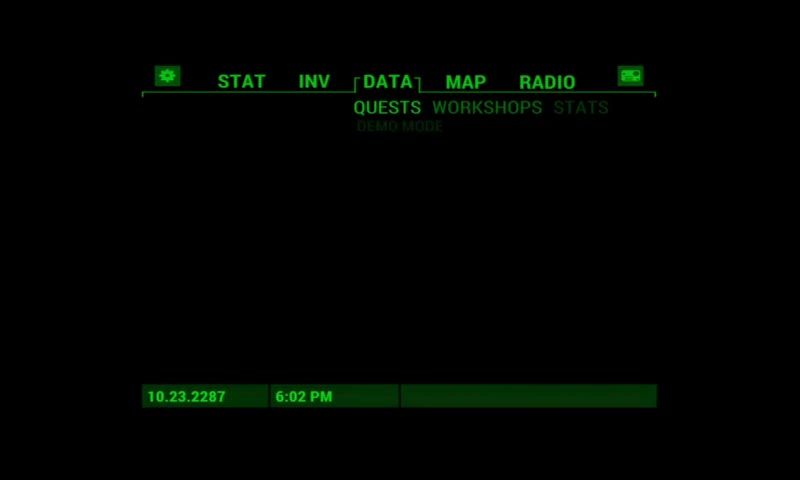 STAT INV DATA MAP RADIO
QUESTS WORKSHOPS STATS
DEMO MODE
10.23.2287 6:02 PM